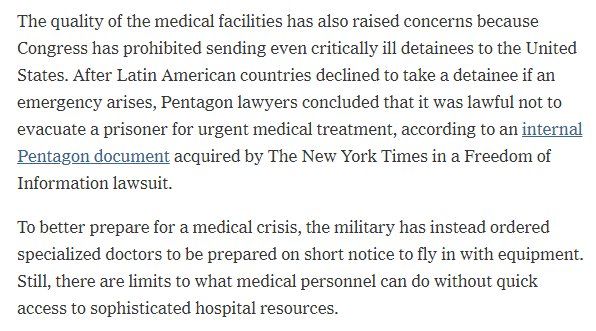 The quality of the medical facilities has also raised concerns because
Congress has prohibited sending even critically ill detainees to the United
States. After Latin American countries declined to take a detainee if an
emergency arises, Pentagon lawyers concluded that it was lawful not to
evacuate a prisoner for urgent medical treatment, according to an internal
Pentagon document acquired by The New York Times in a Freedom of
Information lawsuit.
To better prepare for a medical crisis, the military has instead ordered
specialized doctors to be prepared on short notice to fly in with equipment.
Still, there are limits to what medical personnel can do without quick
access to sophisticated hospital resources.